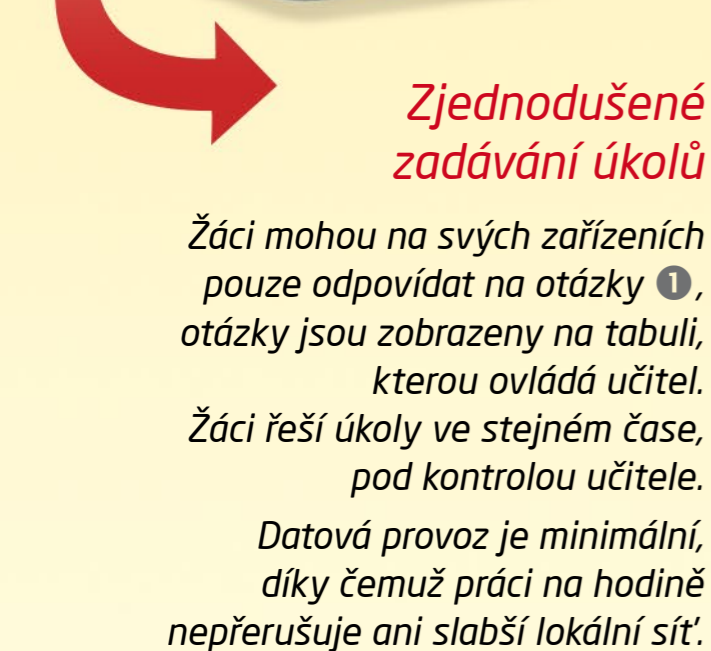 Zjednodušené
zadávání úkolů
Žáci mohou na svých zařízeních
pouze odpovídat na otázky ❶,
otázky jsou zobrazeny na tabuli,
kterou ovládá učitel.
Žáci řeší úkoly ve stejném čase,
pod kontrolou učitele.
Datová provoz je minimální,
díky čemuž práci na hodině
nepřerušuje ani slabší lokální síť.